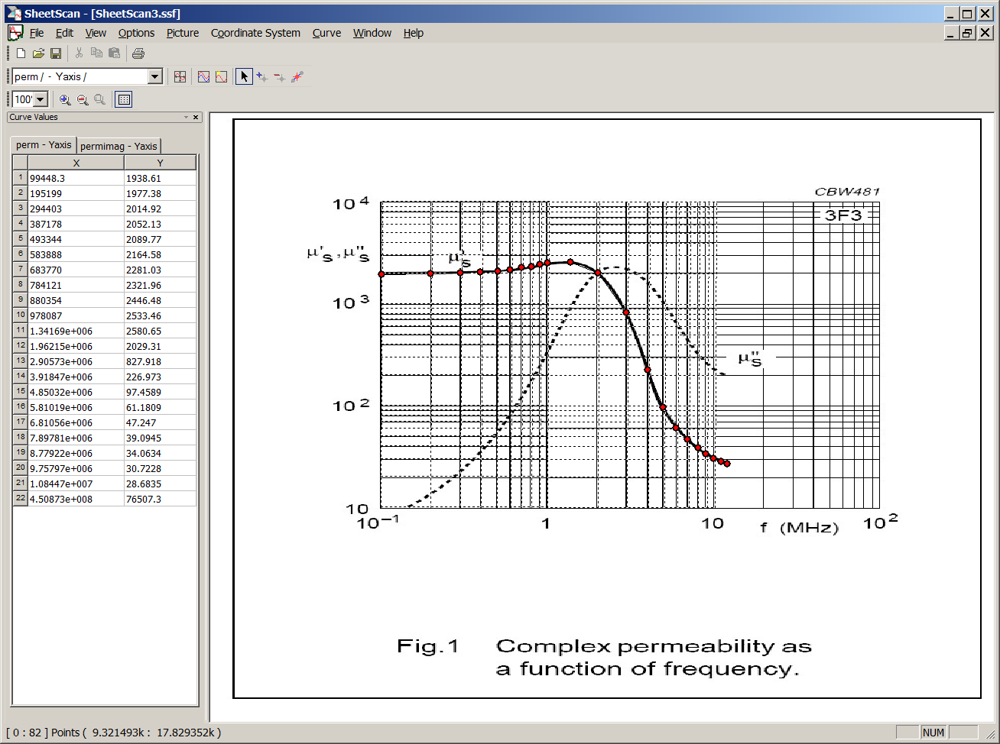 SheetScan - [SheetScan3.ssf]
File Edit View Options Picture Coordinate System Curve Window Help
perm / - Yaxis /
100'
Curve Values
perm - Yaxis permimag - Yaxis
X Y
1 99448.3 1938.61
2 195199 1977.38
3 294403 2014.92
4 387178 2052.13
5 493344 2089.77
6 583888 2164.58
7 683770 2281.03
8 784121 2321.96
9 880354 2446.48
10 978087 2533.46
11 1.34169e+006 2580.65
12 1.96215e+006 2029.31
13 2.90573e+006 827.918
14 3.91847e+006 226.973
15 4.85032e+006 97.4589
16 5.81019e+006 61.1809
17 6.81056e+006 47.247
18 7.89781e+006 39.0945
19 8.77922e+006 34.0634
20 9.75797e+006 30.7228
21 1.08447e+007 28.6835
22 4.50873e+008 76507.3
CBW481
10⁴
3F3
μ's , μ''s
μ's
10³
μ''s
10²
10
10⁻¹ 1 10 f (MHz) 10²
Fig.1 Complex permeability as
a function of frequency.
[ 0 : 82 ] Points ( 9.321493k : 17.829352k )
NUM